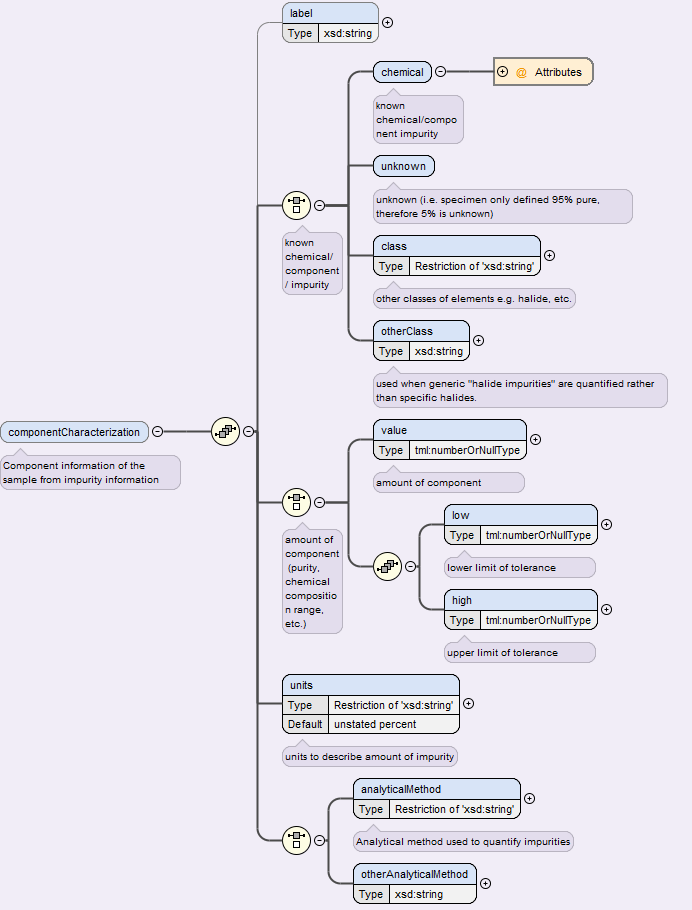 label
Type xsd:string
chemical
@ Attributes
known
chemical/compo
nent impurity
unknown
unknown (i.e. specimen only defined 95% pure,
therefore 5% is unknown)
known
chemical/
component
/ impurity
class
Type Restriction of 'xsd:string'
other classes of elements e.g. halide, etc.
otherClass
Type xsd:string
used when generic "halide impurities" are quantified rather
than specific halides.
componentCharacterization
Component information of the
sample from impurity information
value
Type tml:numberOrNullType
amount of component
amount of
component
(purity,
chemical
compositio
n range,
etc.)
low
Type tml:numberOrNullType
lower limit of tolerance
high
Type tml:numberOrNullType
upper limit of tolerance
units
Type Restriction of 'xsd:string'
Default unstated percent
units to describe amount of impurity
analyticalMethod
Type Restriction of 'xsd:string'
Analytical method used to quantify impurities
otherAnalyticalMethod
Type xsd:string